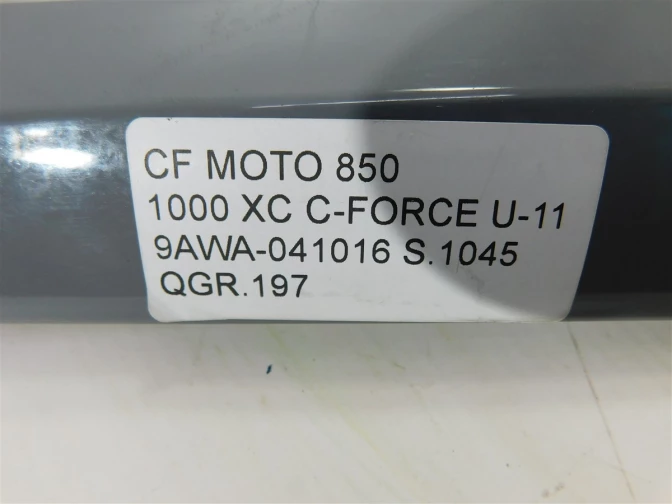 CF MOTO 850
1000 XC C-FORCE U-11
9AWA-041016 S.1045
QGR.197